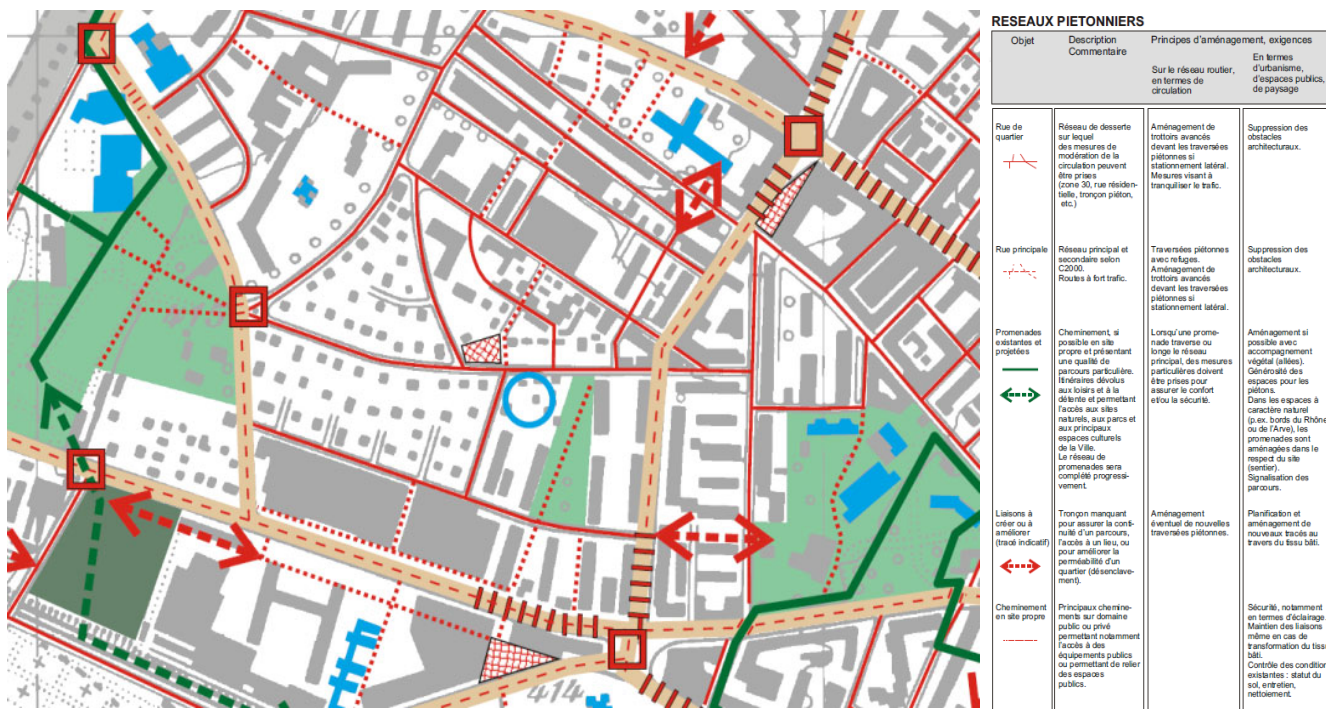 RESEAUX PIETONNIERS
Objet
Description
Commentaire
Principes d'aménagement, exigences
Sur le réseau routier,
en termes de
circulation
En termes
d'urbanisme,
d'espaces publics,
de paysage
Rue de
quartier
Réseau de desserte
sur lequel
des mesures de
modération de la
circulation peuvent
être prises
(zone 30, rue résiden-
tielle, tronçon piéton,
etc.)
Aménagement de
trottoirs avancés
devant les traversées
piétonnes si
stationnement latéral.
Mesures visant à
tranquiliser le trafic.
Suppression des
obstacles
architecturaux.
Rue principale
Réseau principal et
secondaire selon
C2000.
Routes à fort trafic.
Traversées piétonnes
avec refuges.
Aménagement de
trottoirs avancés
devant les traversées
piétonnes si
stationnement latéral.
Suppression des
obstacles
architecturaux.
Promenades
existantes et
projetées
Cheminement, si
possible en site
propre et présentant
une qualité de
parcours particulière.
Itinéraires dévolus
aux loisirs et à la
détente et permettant
l'accès aux sites
naturels, aux parcs et
aux principaux
espaces culturels
de la Ville.
Le réseau de
promenades sera
complété progressi-
vement.
Lorsqu'une prome-
nade traverse ou
longe le réseau
principal, des mesures
particulières doivent
être prises pour
assurer le confort
et/ou la sécurité.
Aménagement si
possible avec
accompagnement
végétal (allées).
Générosité des
espaces pour les
piétons.
Dans les espaces à
caractère naturel
(p.ex. bords du Rhône
ou de l'Arve), les
promenades sont
aménagées dans le
respect du site
(sentier).
Signalisation des
parcours.
Liaisons à
créer ou à
améliorer
(tracé indicatif)
Tronçon manquant
pour assurer la conti-
nuité d'un parcours,
l'accès à un lieu, ou
pour améliorer la
perméabilité d'un
quartier (désenclave-
ment).
Aménagement
éventuel de nouvelles
traversées piétonnes.
Planification et
aménagement de
nouveaux tracés au
travers du tissu bâti.
Cheminement
en site propre
Principaux chemine-
ments sur domaine
public ou privé
permettant notamment
l'accès à des
équipements publics
ou permettant de relier
des espaces
publics.
Sécurité, notamment
en termes d'éclairage.
Maintien des liaisons
même en cas de
transformation du tissu
bâti.
Contrôle des condition
existantes : statut du
sol, entretien,
nettoiement.
414